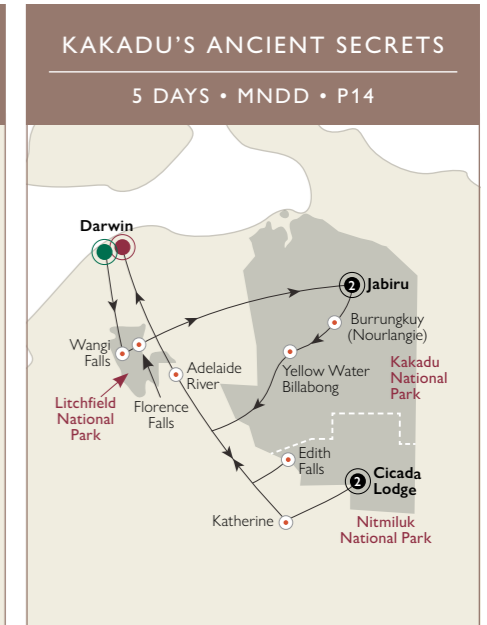 KAKADU'S ANCIENT SECRETS
5 DAYS • MNDD • P14
Darwin
2 Jabiru
Burrungkuy
(Nourlangie)
Wangi
Falls
Kakadu
National
Park
Yellow Water
Billabong
Adelaide
River
Litchfield
National
Park
Florence
Falls
Edith
Falls
2 Cicada
Lodge
Katherine
Nitmiluk
National Park